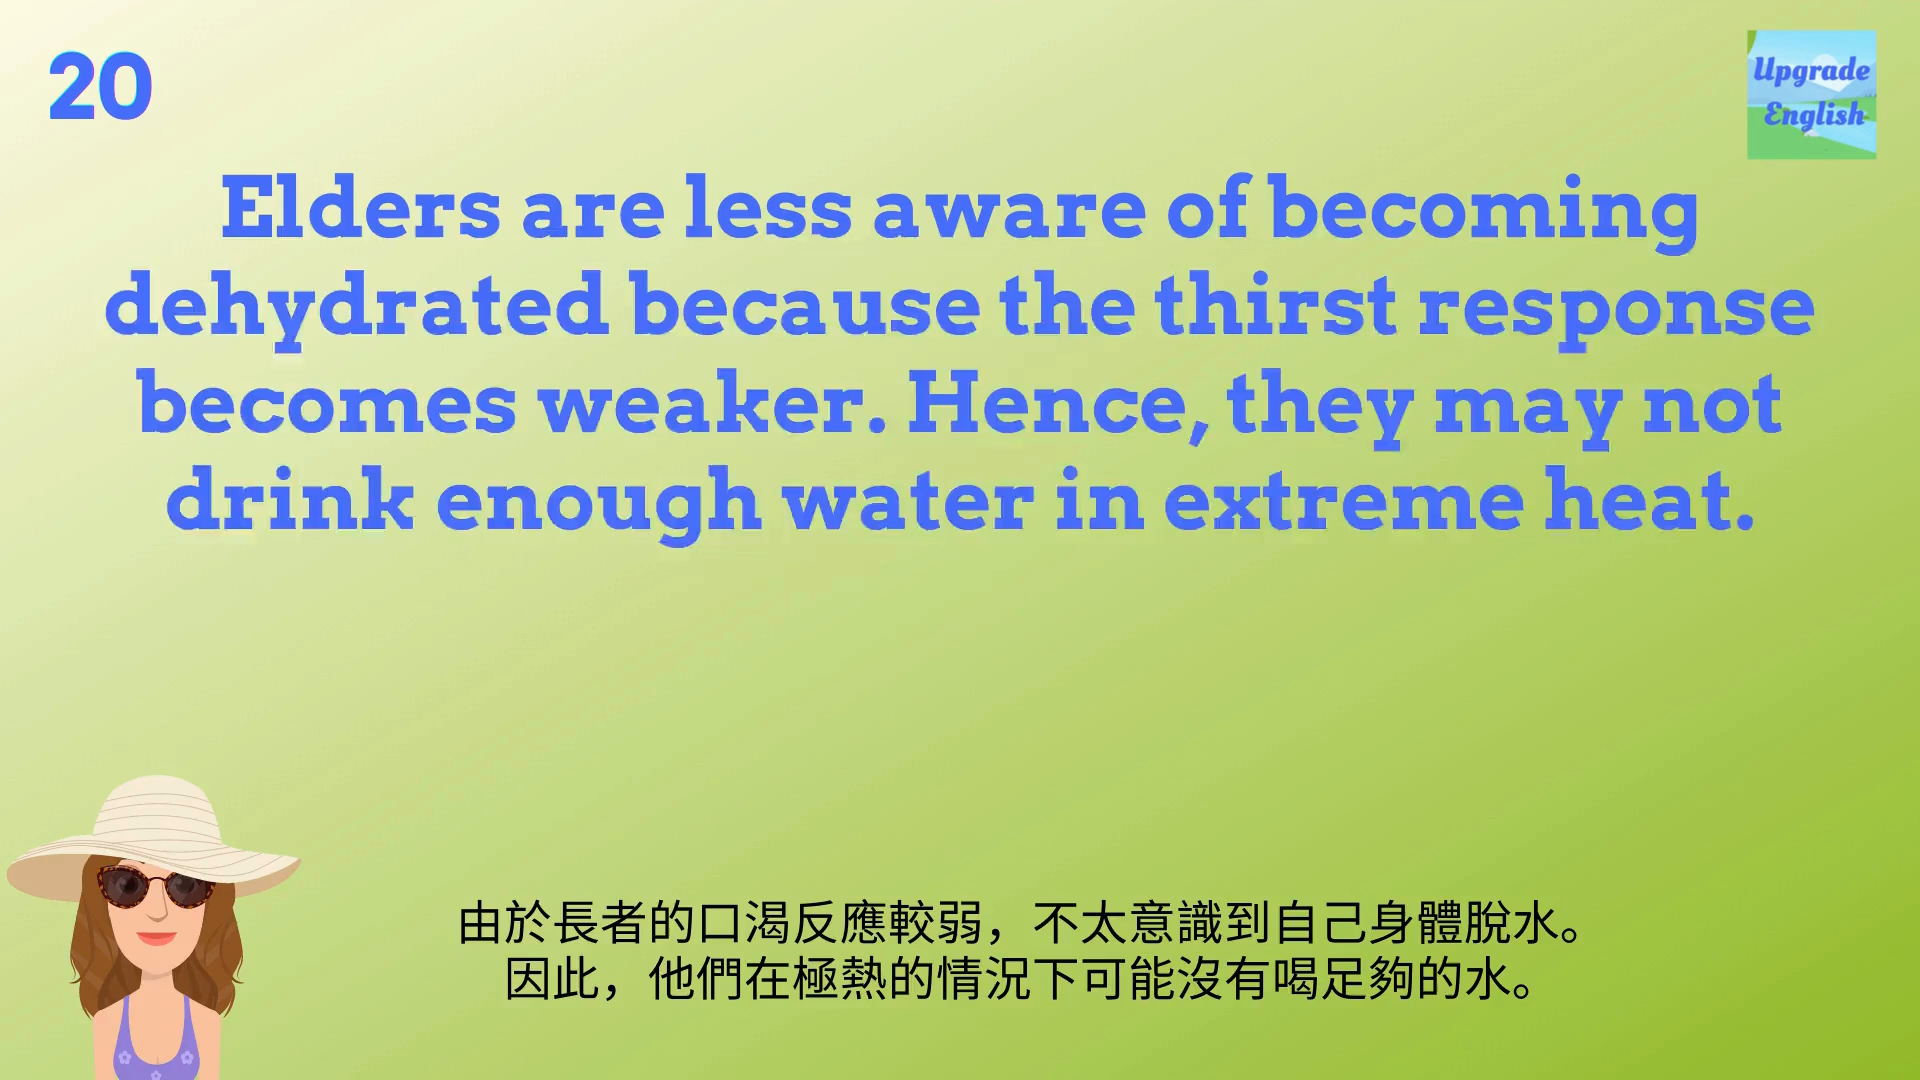 20
Upgrade
English
Elders are less aware of becoming
dehydrated because the thirst response
becomes weaker. Hence, they may not
drink enough water in extreme heat.
由於長者的口渴反應較弱，不太意識到自己身體脫水。
因此，他們在極熱的情況下可能沒有喝足夠的水。